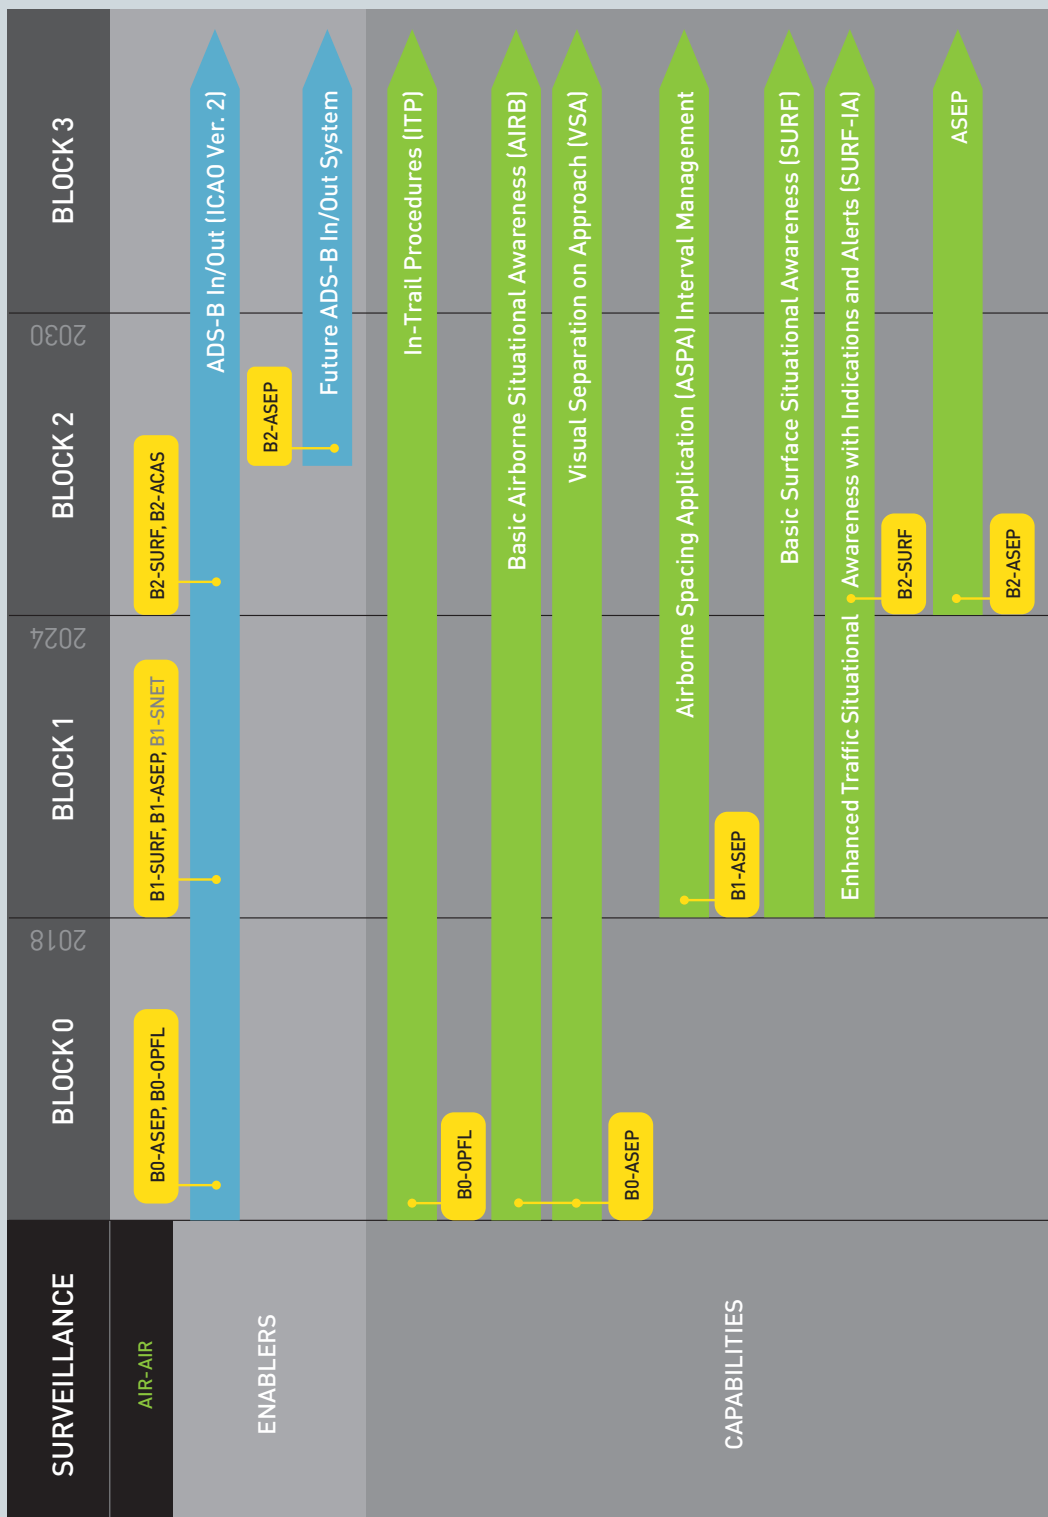 SURVEILLANCE
BLOCK 0
2018
BLOCK 1
2024
BLOCK 2
2030
BLOCK 3
AIR-AIR
ENABLERS
B0-ASEP, B0-OPFL
B1-SURF, B1-ASEP, B1-SNET
B2-SURF, B2-ACAS
ADS-B In/Out (ICAO Ver. 2)
B2-ASEP
Future ADS-B In/Out System
CAPABILITIES
In-Trail Procedures (ITP)
B0-OPFL
Basic Airborne Situational Awareness (AIRB)
Visual Separation on Approach (VSA)
B0-ASEP
Airborne Spacing Application (ASPA) Interval Management
B1-ASEP
Basic Surface Situational Awareness (SURF)
Enhanced Traffic Situational Awareness with Indications and Alerts (SURF-IA)
B2-SURF
ASEP
B2-ASEP